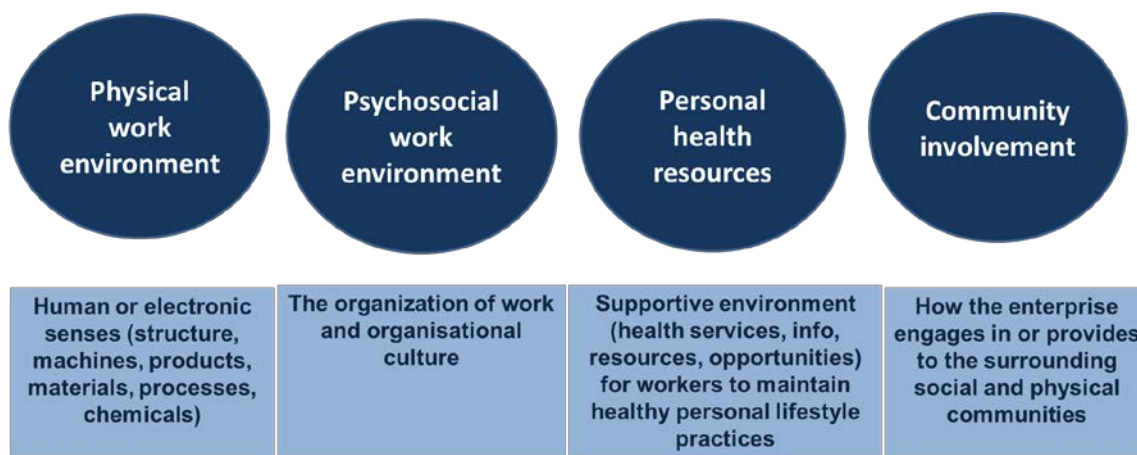 Physical
work
environment
Psychosocial
work
environment
Personal
health
resources
Community
involvement
Human or electronic
senses (structure,
machines, products,
materials, processes,
chemicals)
The organization of work
and organisational
culture
Supportive environment
(health services, info,
resources, opportunities)
for workers to maintain
healthy personal lifestyle
practices
How the enterprise
engages in or provides
to the surrounding
social and physical
communities